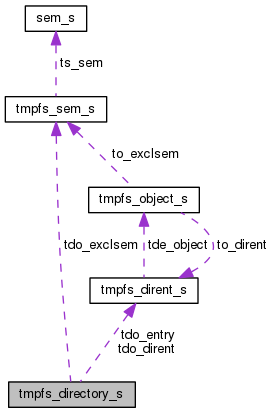 sem_s
ts_sem
tmpfs_sem_s
to_exclsem
tmpfs_object_s
tdo_exclsem
tde_object
to_dirent
tmpfs_dirent_s
tdo_entry
tdo_dirent
tmpfs_directory_s